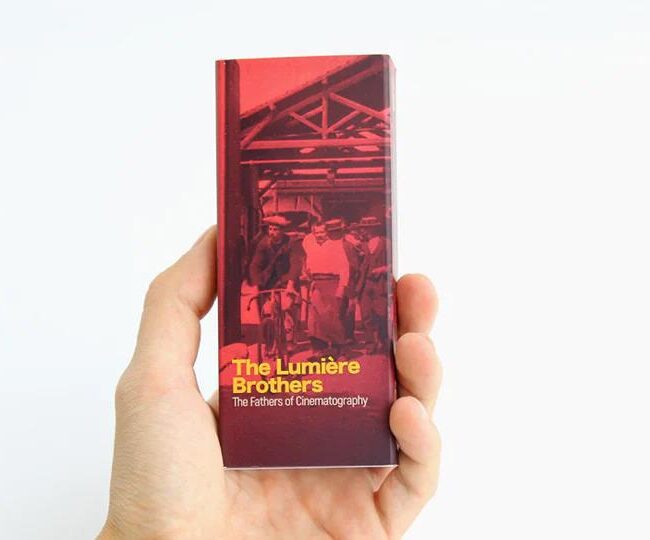 The Lumière
Brothers
The Fathers of Cinematography